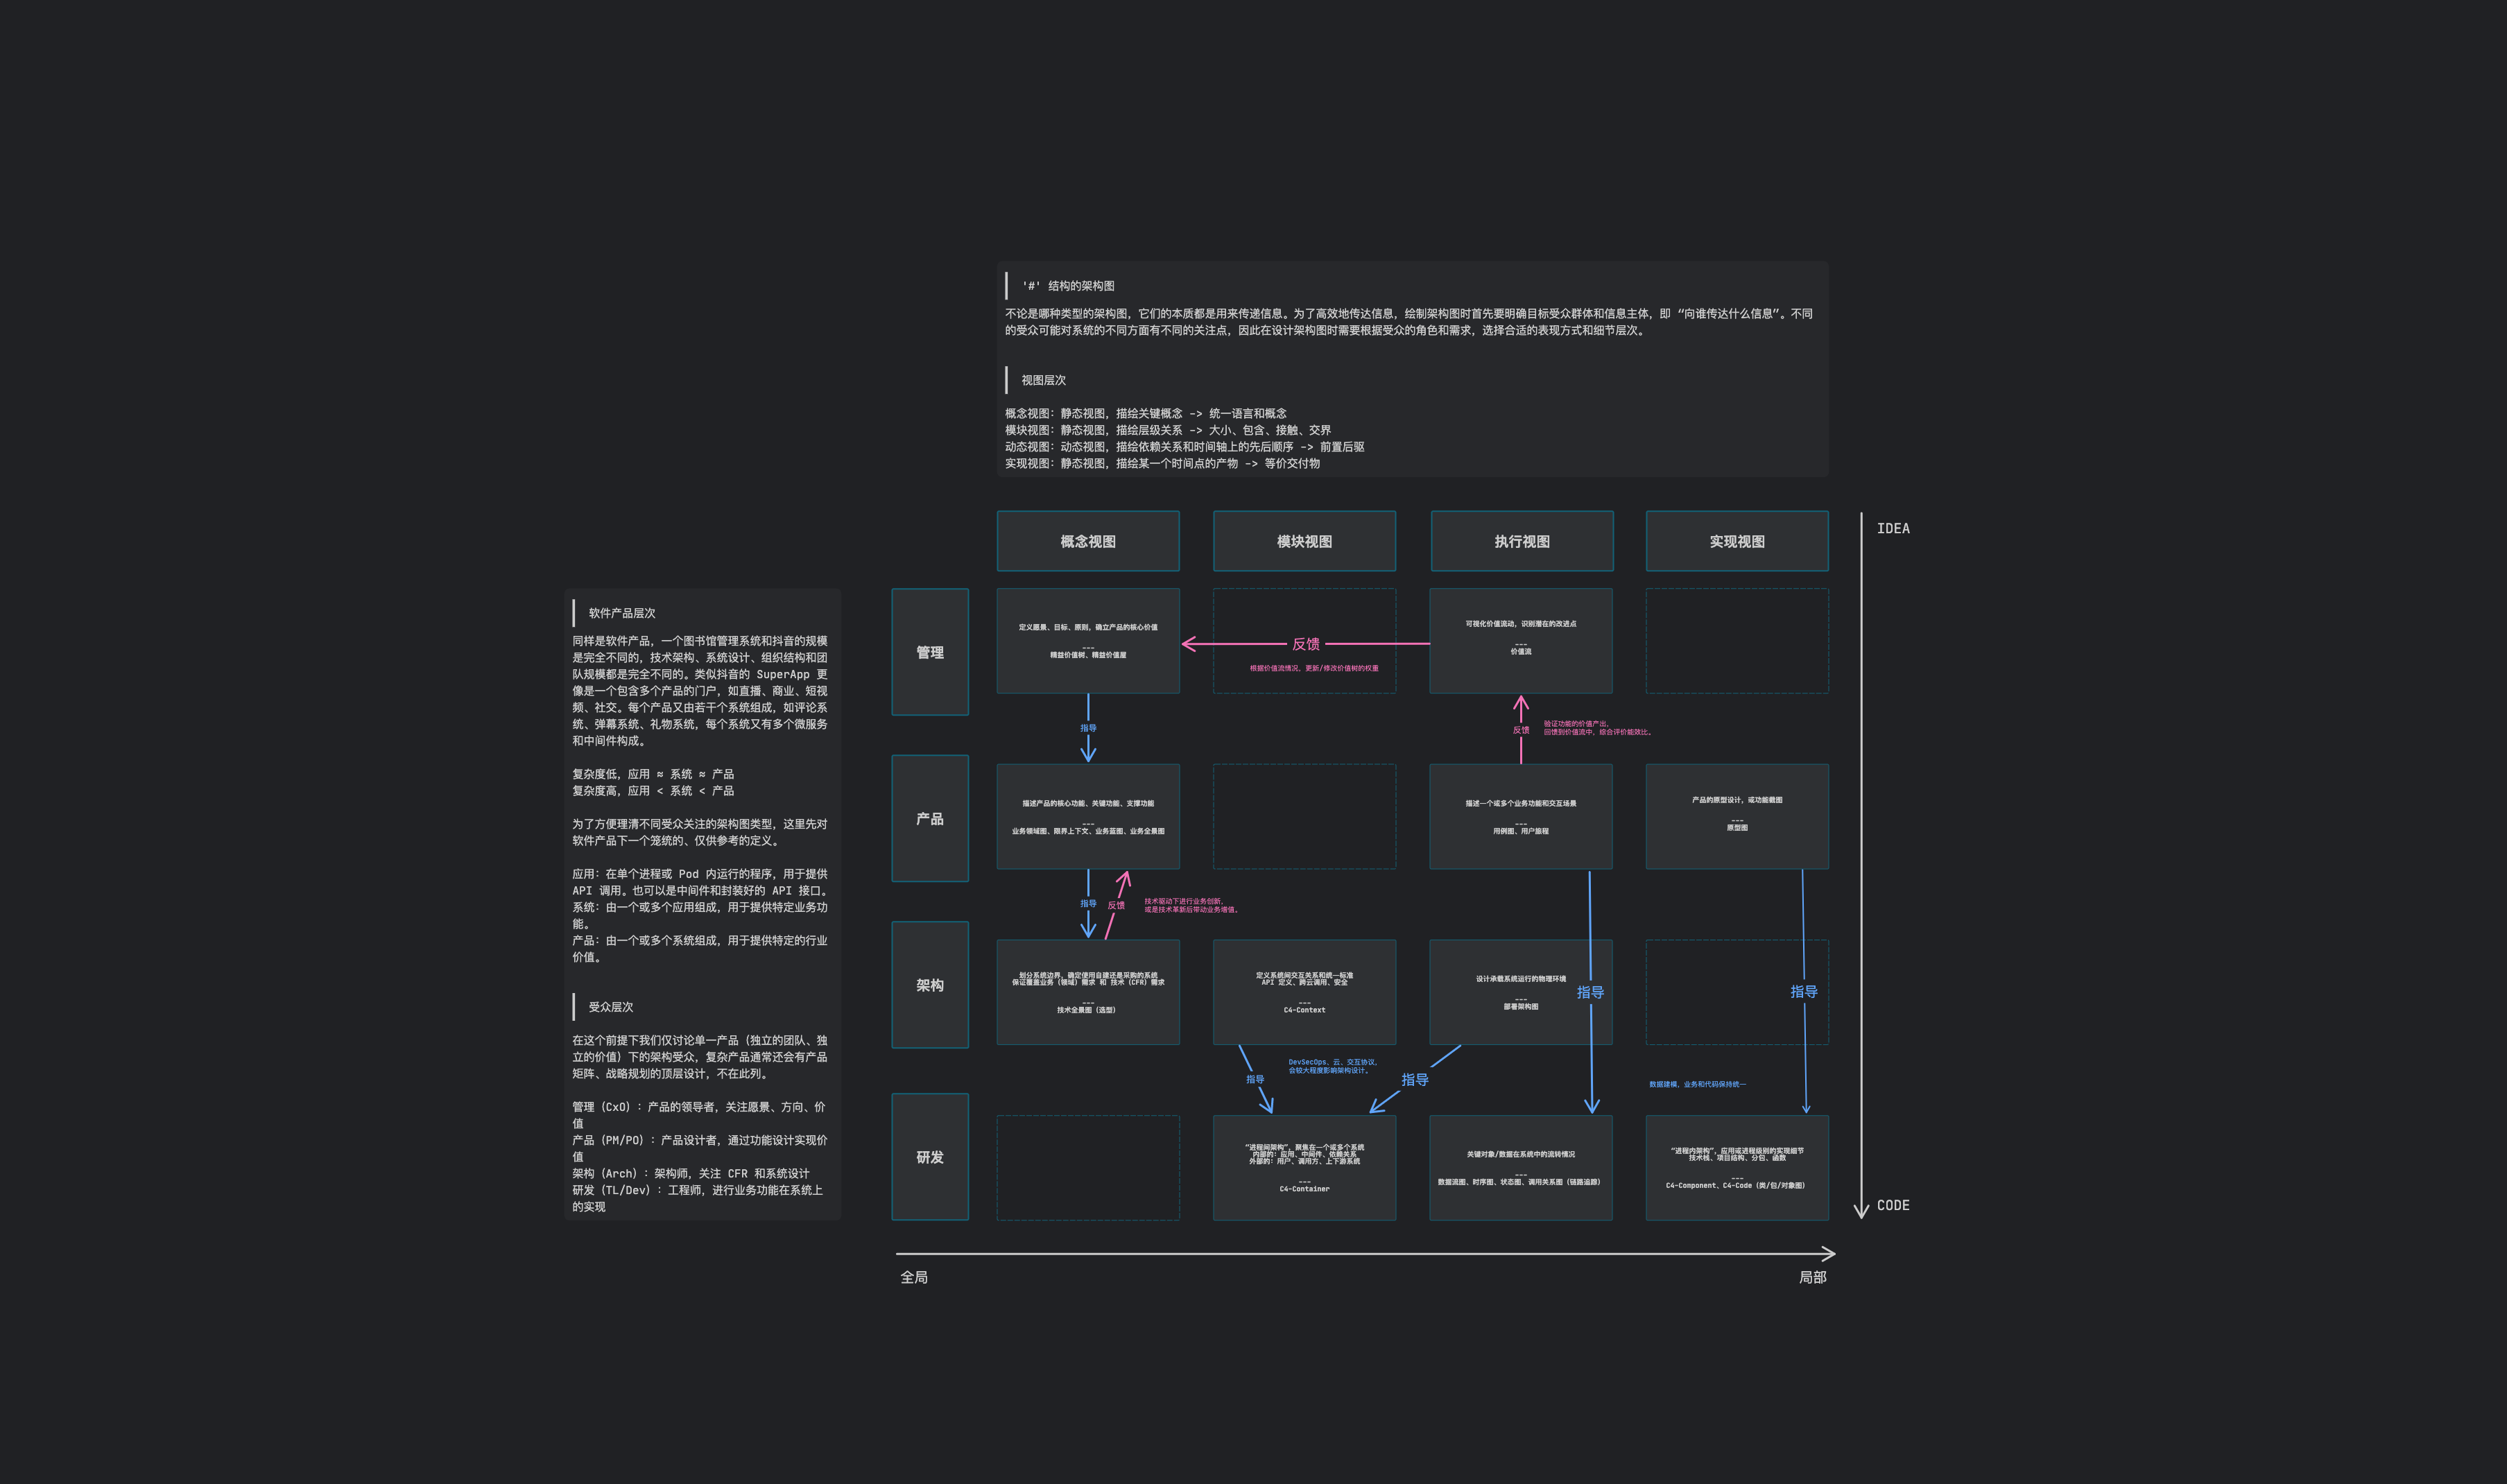 '#' 结构的架构图
不论是哪种类型的架构图，它们的本质都是用来传递信息。为了高效地传达信息，绘制架构图时首先要明确目标受众群体和信息主体，即 “向谁传达什么信息”。不同
的受众可能对系统的不同方面有不同的关注点，因此在设计架构图时需要根据受众的角色和需求，选择合适的表现方式和细节层次。
视图层次
概念视图：静态视图，描绘关键概念 -> 统一语言和概念
模块视图：静态视图，描绘层级关系 -> 大小、包含、接触、交界
动态视图：动态视图，描绘依赖关系和时间轴上的先后顺序 -> 前置后驱
实现视图：静态视图，描绘某一个时间点的产物 -> 等价交付物
概念视图
模块视图
执行视图
实现视图
IDEA
软件产品层次
同样是软件产品，一个图书馆管理系统和抖音的规模
是完全不同的，技术架构、系统设计、组织结构和团
队规模都是完全不同的。类似抖音的 SuperApp 更
像是一个包含多个产品的门户，如直播、商业、短视
频、社交。每个产品又由若干个系统组成，如评论系
统、弹幕系统、礼物系统，每个系统又有多个微服务
和中间件构成。
复杂度低，应用 ≈ 系统 ≈ 产品
复杂度高，应用 < 系统 < 产品
为了方便理清不同受众关注的架构图类型，这里先对
软件产品下一个笼统的、仅供参考的定义。
应用：在单个进程或 Pod 内运行的程序，用于提供
API 调用。也可以是中间件和封装好的 API 接口。
系统：由一个或多个应用组成，用于提供特定业务功
能。
产品：由一个或多个系统组成，用于提供特定的行业
价值。
受众层次
在这个前提下我们仅讨论单一产品（独立的团队、独
立的价值）下的架构受众，复杂产品通常还会有产品
矩阵、战略规划的顶层设计，不在此列。
管理（CxO）：产品的领导者，关注愿景、方向、价
值
产品（PM/PO）：产品设计者，通过功能设计实现价
值
架构（Arch）：架构师，关注 CFR 和系统设计
研发（TL/Dev）：工程师，进行业务功能在系统上
的实现
管理
定义愿景、目标、原则，确立产品的核心价值
---
精益价值树、精益价值屋
反馈
根据价值流情况、更新/修改价值树的权重
可视化价值流动，识别潜在的改进点
---
价值流
指导
反馈
验证功能的价值产出，
回馈到价值流中，综合评价能效比。
产品
描述产品的核心功能、关键功能、支撑功能
---
业务领域图、限界上下文、业务蓝图、业务全景图
描述一个或多个业务功能和交互场景
---
用例图、用户旅程
产品的原型设计，或功能截图
---
原型图
指导
反馈
技术驱动下进行业务创新，
或是技术革新后带动业务增值。
架构
划分系统边界，确定使用自建还是采购的系统
保证覆盖业务（领域）需求 和 技术（CFR）需求
---
技术全景图（选型）
定义系统间交互关系和统一标准
API 定义、跨云调用、安全
---
C4-Context
设计承载系统运行的物理环境
---
部署架构图
指导
指导
指导
DevSecOps、云、交互协议，
会较大程度影响架构设计。
指导
数据建模，业务和代码保持统一
研发
“进程间架构”，聚焦在一个或多个系统
内部的：应用、中间件、依赖关系
外部的：用户、调用方、上下游系统
---
C4-Container
关键对象/数据在系统中的流转情况
---
数据流图、时序图、状态图、调用关系图（链路追踪）
“进程内架构”，应用或进程级别的实现细节
技术栈、项目结构、分包、函数
---
C4-Component、C4-Code（类/包/对象图）
CODE
全局
局部